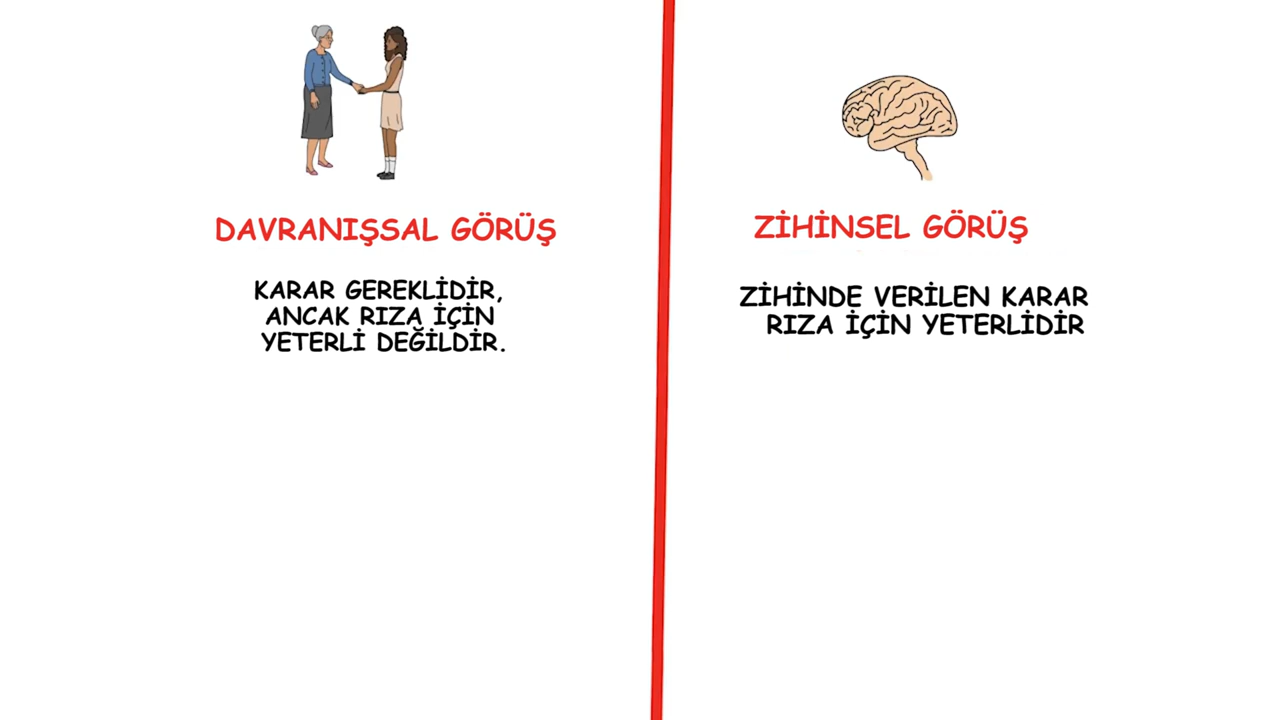 DAVRANIŞSAL GÖRÜŞ
KARAR GEREKLİDİR,
ANCAK RIZA İÇİN
YETERLİ DEĞİLDİR.
ZİHİNSEL GÖRÜŞ
ZİHİNDE VERİLEN KARAR
RIZA İÇİN YETERLİDİR